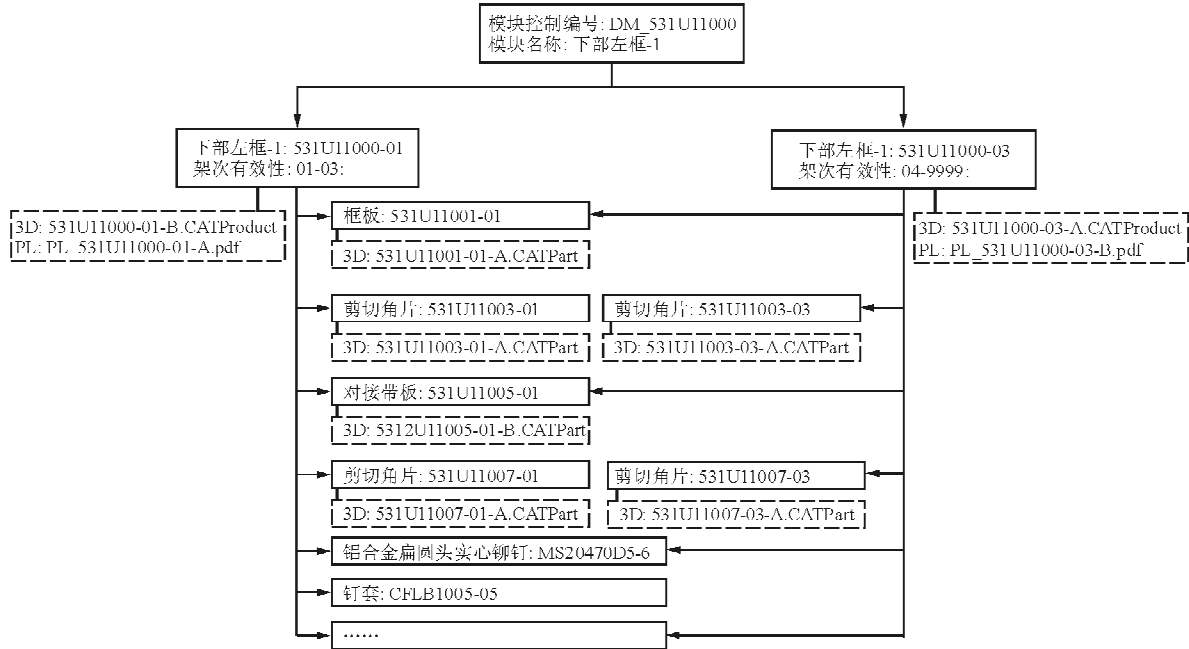 模块控制编号: DM_531U11000
模块名称: 下部左框-1
下部左框-1: 531U11000-01
架次有效性: 01-03:
下部左框-1: 531U11000-03
架次有效性: 04-9999:
3D: 531U11000-01-B.CATProduct
PL: PL_531U11000-01-A.pdf
3D: 531U11000-03-A.CATProduct
PL: PL_531U11000-03-B.pdf
框板: 531U11001-01
3D: 531U11001-01-A.CATPart
剪切角片: 531U11003-01
剪切角片: 531U11003-03
3D: 531U11003-01-A.CATPart
3D: 531U11003-03-A.CATPart
对接带板: 531U11005-01
3D: 5312U11005-01-B.CATPart
剪切角片: 531U11007-01
剪切角片: 531U11007-03
3D: 531U11007-01-A.CATPart
3D: 531U11007-03-A.CATPart
铝合金扁圆头实心铆钉: MS20470D5-6
钉套: CFLB1005-05
……